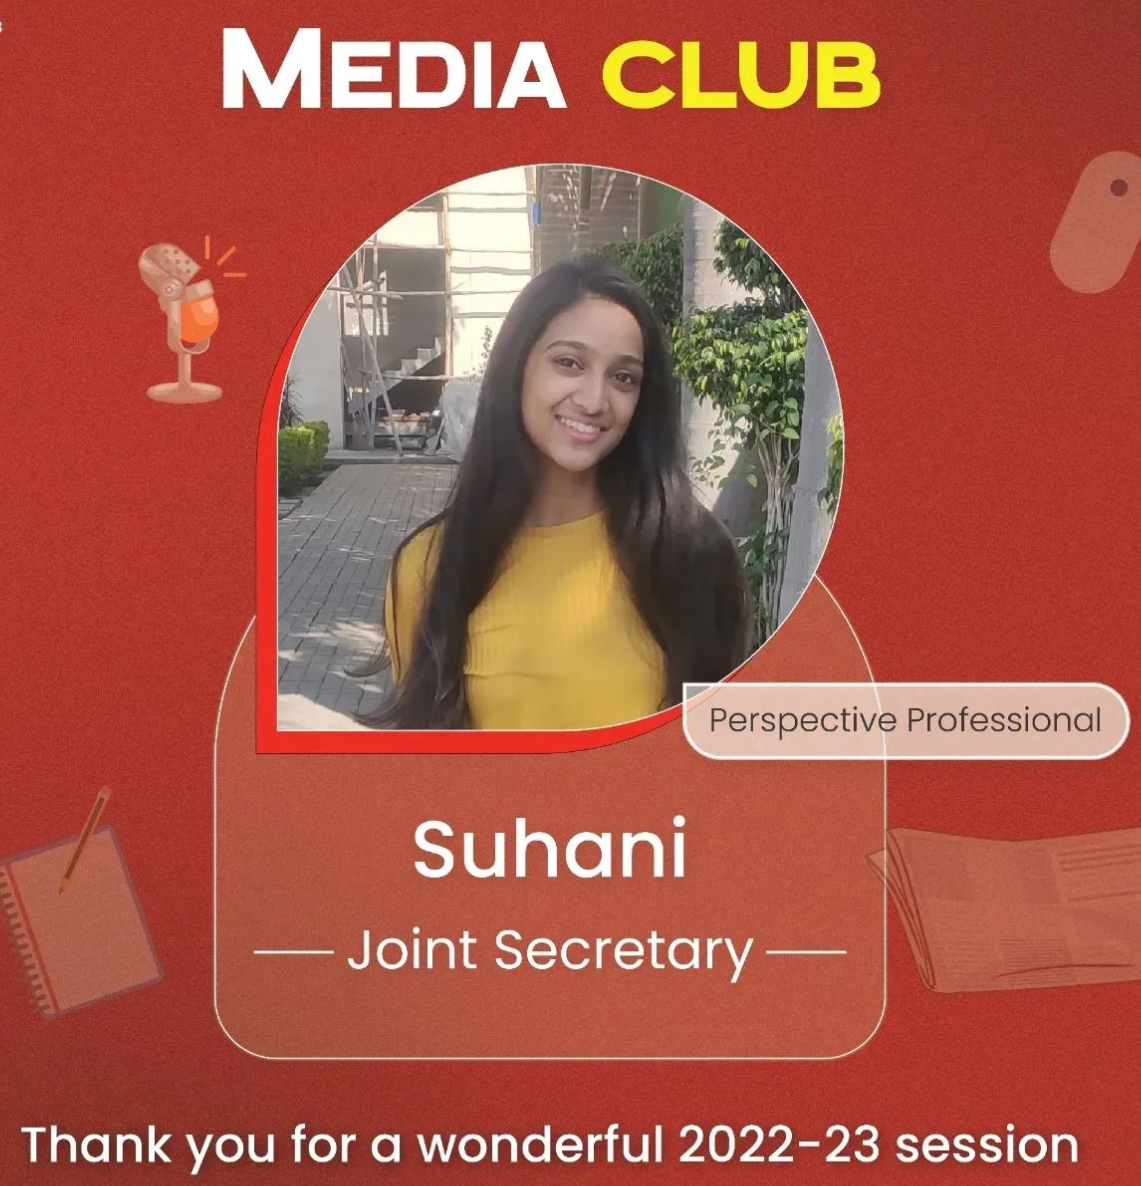 MEDIA CLUB
Perspective Professional
Suhani
Joint Secretary
Thank you for a wonderful 2022-23 session